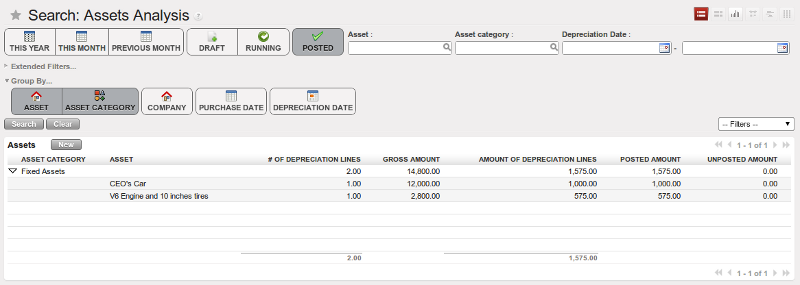 Search: Assets Analysis ?
THIS YEAR THIS MONTH PREVIOUS MONTH DRAFT RUNNING POSTED
Asset : Asset category : Depreciation Date :
-
Extended Filters...
Group By...
ASSET ASSET CATEGORY COMPANY PURCHASE DATE DEPRECIATION DATE
Search Clear -- Filters --
Assets New 1 - 1 of 1
ASSET CATEGORY ASSET # OF DEPRECIATION LINES GROSS AMOUNT AMOUNT OF DEPRECIATION LINES POSTED AMOUNT UNPOSTED AMOUNT
Fixed Assets 2.00 14,800.00 1,575.00 1,575.00 0.00
CEO's Car 1.00 12,000.00 1,000.00 1,000.00 0.00
V6 Engine and 10 inches tires 1.00 2,800.00 575.00 575.00 0.00
2.00 1,575.00
1 - 1 of 1